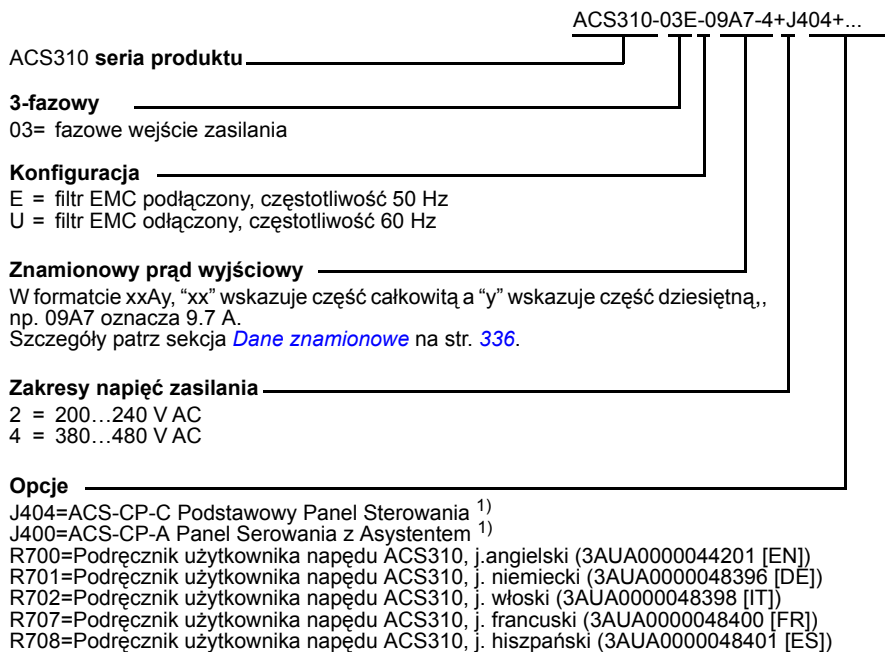 ACS310-03E-09A7-4+J404+...
ACS310 seria produktu
3-fazowy
03= fazowe wejście zasilania
Konfiguracja
E = filtr EMC podłączony, częstotliwość 50 Hz
U = filtr EMC odłączony, częstotliwość 60 Hz
Znamionowy prąd wyjściowy
W formatcie xxAy, “xx” wskazuje część całkowitą a “y” wskazuje część dziesiętną,,
np. 09A7 oznacza 9.7 A.
Szczegóły patrz sekcja Dane znamionowe na str. 336.
Zakresy napięć zasilania
2 = 200…240 V AC
4 = 380…480 V AC
Opcje
J404=ACS-CP-C Podstawowy Panel Sterowania 1)
J400=ACS-CP-A Panel Serowania z Asystentem 1)
R700=Podręcznik użytkownika napędu ACS310, j.angielski (3AUA0000044201 [EN])
R701=Podręcznik użytkownika napędu ACS310, j. niemiecki (3AUA0000048396 [DE])
R702=Podręcznik użytkownika napędu ACS310, j. włoski (3AUA0000048398 [IT])
R707=Podręcznik użytkownika napędu ACS310, j. francuski (3AUA0000048400 [FR])
R708=Podręcznik użytkownika napędu ACS310, j. hiszpański (3AUA0000048401 [ES])